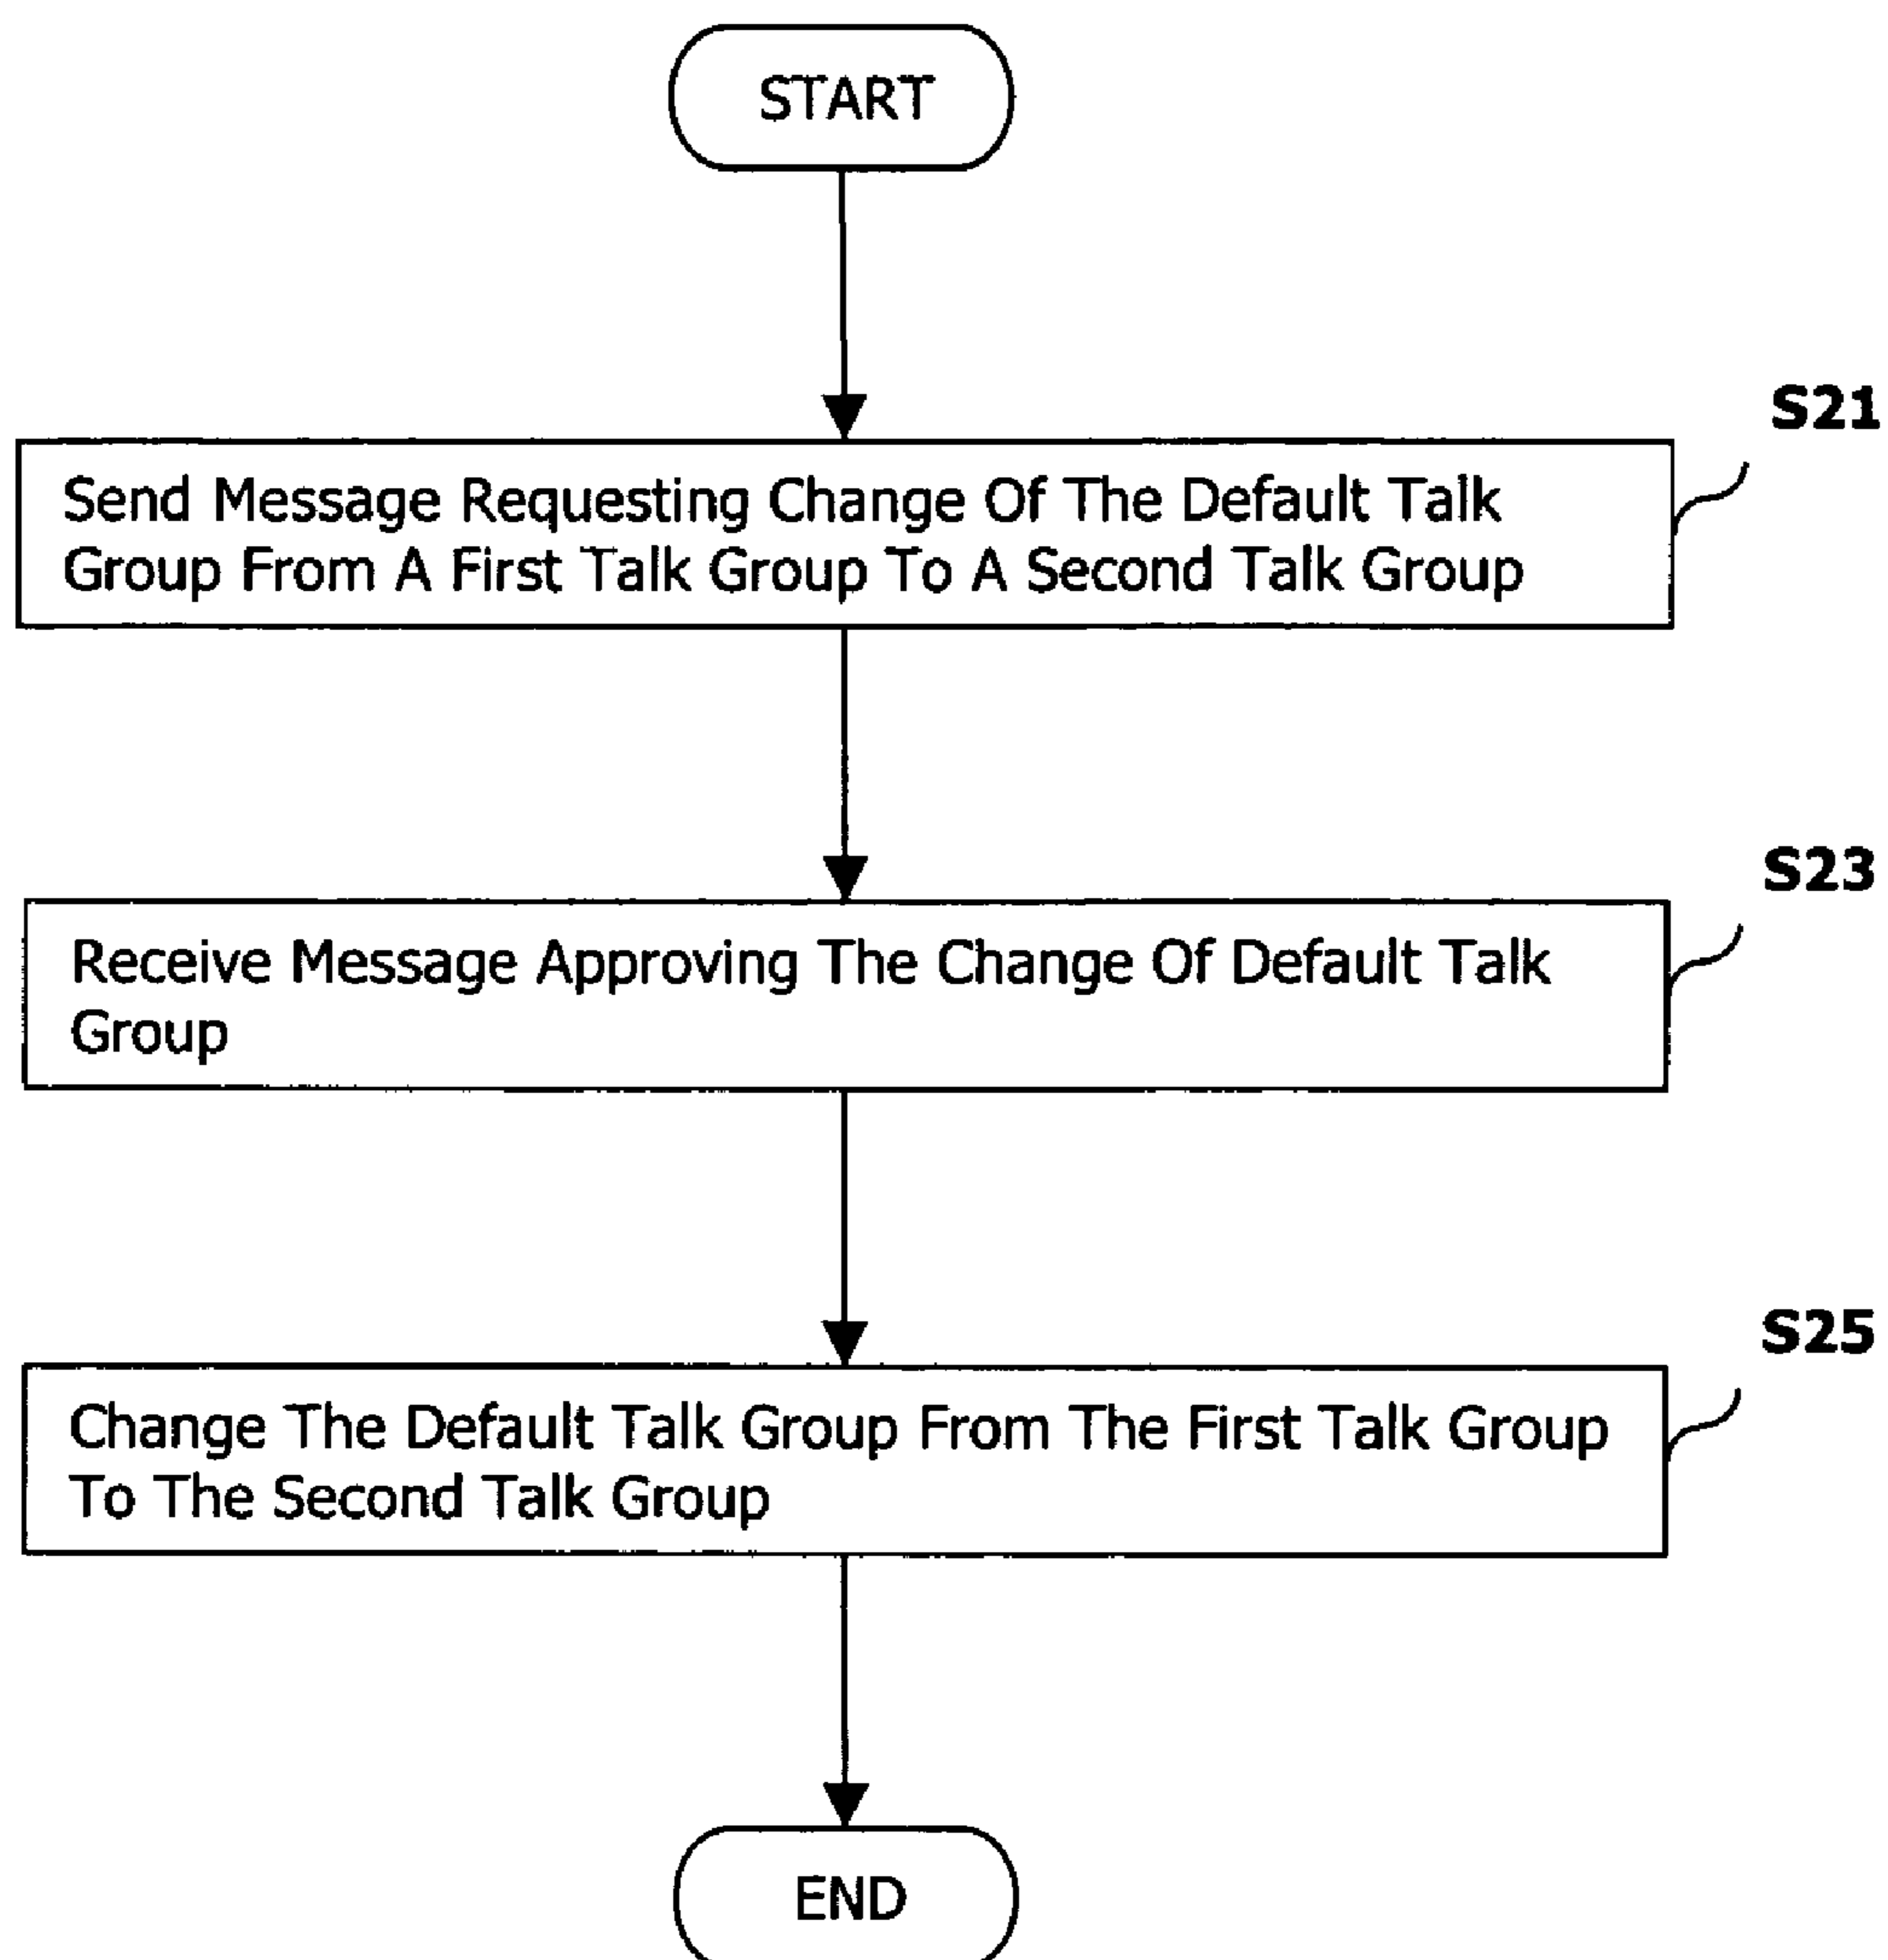 START
S21
Send Message Requesting Change Of The Default Talk
Group From A First Talk Group To A Second Talk Group
S23
Receive Message Approving The Change Of Default Talk
Group
S25
Change The Default Talk Group From The First Talk Group
To The Second Talk Group
END